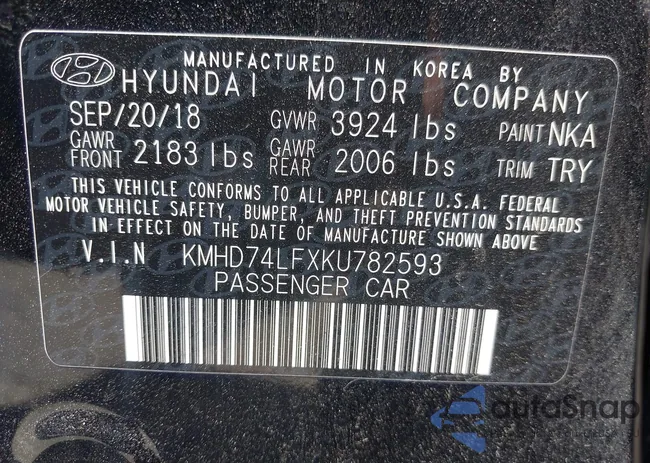 MANUFACTURED IN KOREA BY
HYUNDAI MOTOR COMPANY
SEP/20/18 GVWR 3924 lbs PAINT NKA
GAWR FRONT 2183 lbs GAWR REAR 2006 lbs TRIM TRY
THIS VEHICLE CONFORMS TO ALL APPLICABLE U.S.A. FEDERAL
MOTOR VEHICLE SAFETY, BUMPER, AND THEFT PREVENTION STANDARDS
IN EFFECT ON THE DATE OF MANUFACTURE SHOWN ABOVE
V.I.N KMHD74LFXKU782593
PASSENGER CAR
autoSnap